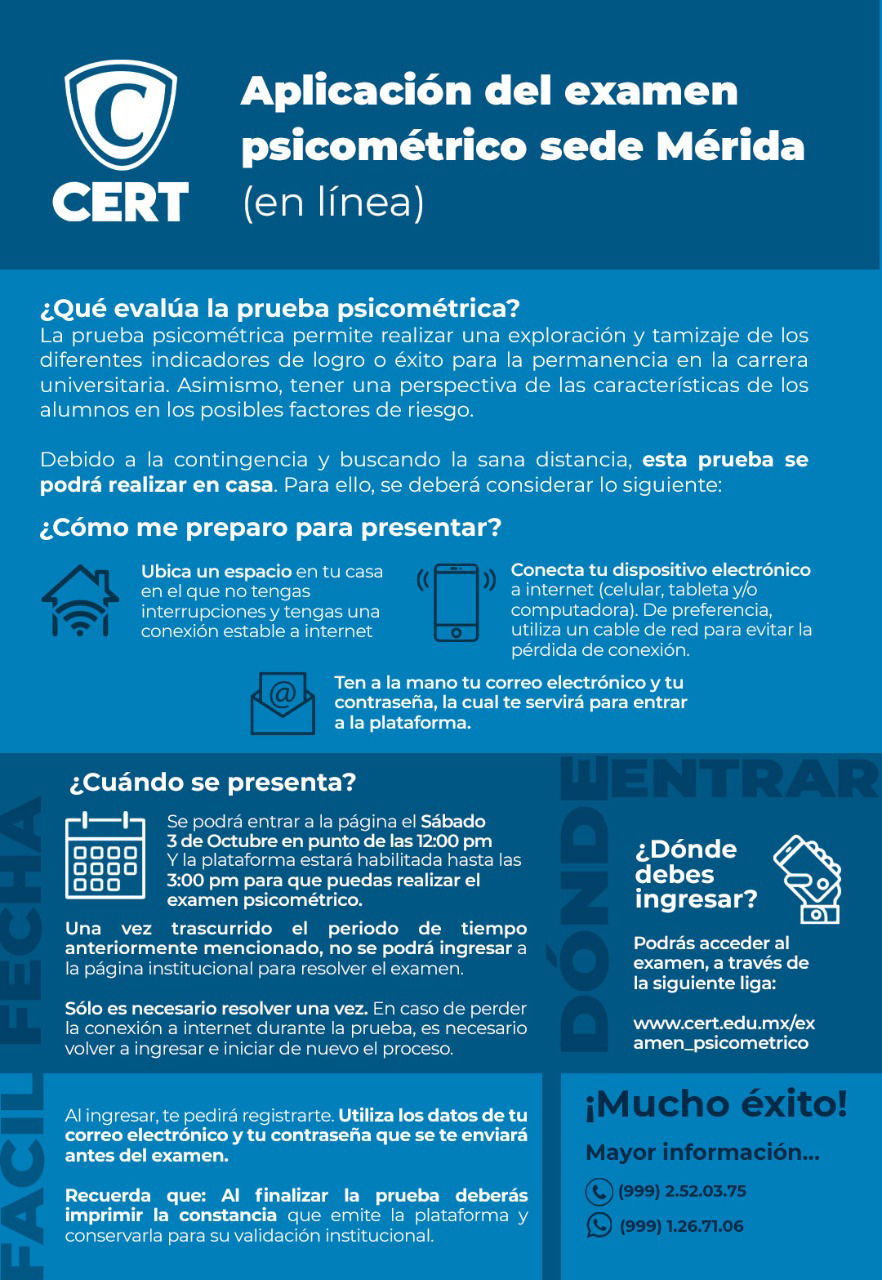 C
CERT
Aplicación del examen
psicométrico sede Mérida
(en línea)
¿Qué evalúa la prueba psicométrica?
La prueba psicométrica permite realizar una exploración y tamizaje de los
diferentes indicadores de logro o éxito para la permanencia en la carrera
universitaria. Asimismo, tener una perspectiva de las características de los
alumnos en los posibles factores de riesgo.
Debido a la contingencia y buscando la sana distancia, esta prueba se
podrá realizar en casa. Para ello, se deberá considerar lo siguiente:
¿Cómo me preparo para presentar?
Ubica un espacio en tu casa
en el que no tengas
interrupciones y tengas una
conexión estable a internet
Conecta tu dispositivo electrónico
a internet (celular, tableta y/o
computadora). De preferencia,
utiliza un cable de red para evitar la
pérdida de conexión.
@
Ten a la mano tu correo electrónico y tu
contraseña, la cual te servirá para entrar
a la plataforma.
FECHA
¿Cuándo se presenta?
Se podrá entrar a la página el Sábado
3 de Octubre en punto de las 12:00 pm
Y la plataforma estará habilitada hasta las
3:00 pm para que puedas realizar el
examen psicométrico.
Una vez trascurrido el periodo de tiempo
anteriormente mencionado, no se podrá ingresar a
la página institucional para resolver el examen.
Sólo es necesario resolver una vez. En caso de perder
la conexión a internet durante la prueba, es necesario
volver a ingresar e iniciar de nuevo el proceso.
DÓNDE
ENTRAR
¿Dónde
debes
ingresar?
Podrás acceder al
examen, a través de
la siguiente liga:
www.cert.edu.mx/ex
amen_psicometrico
FACIL
Al ingresar, te pedirá registrarte. Utiliza los datos de tu
correo electrónico y tu contraseña que se te enviará
antes del examen.
Recuerda que: Al finalizar la prueba deberás
imprimir la constancia que emite la plataforma y
conservarla para su validación institucional.
¡Mucho éxito!
Mayor información...
(999) 2.52.03.75
(999) 1.26.71.06